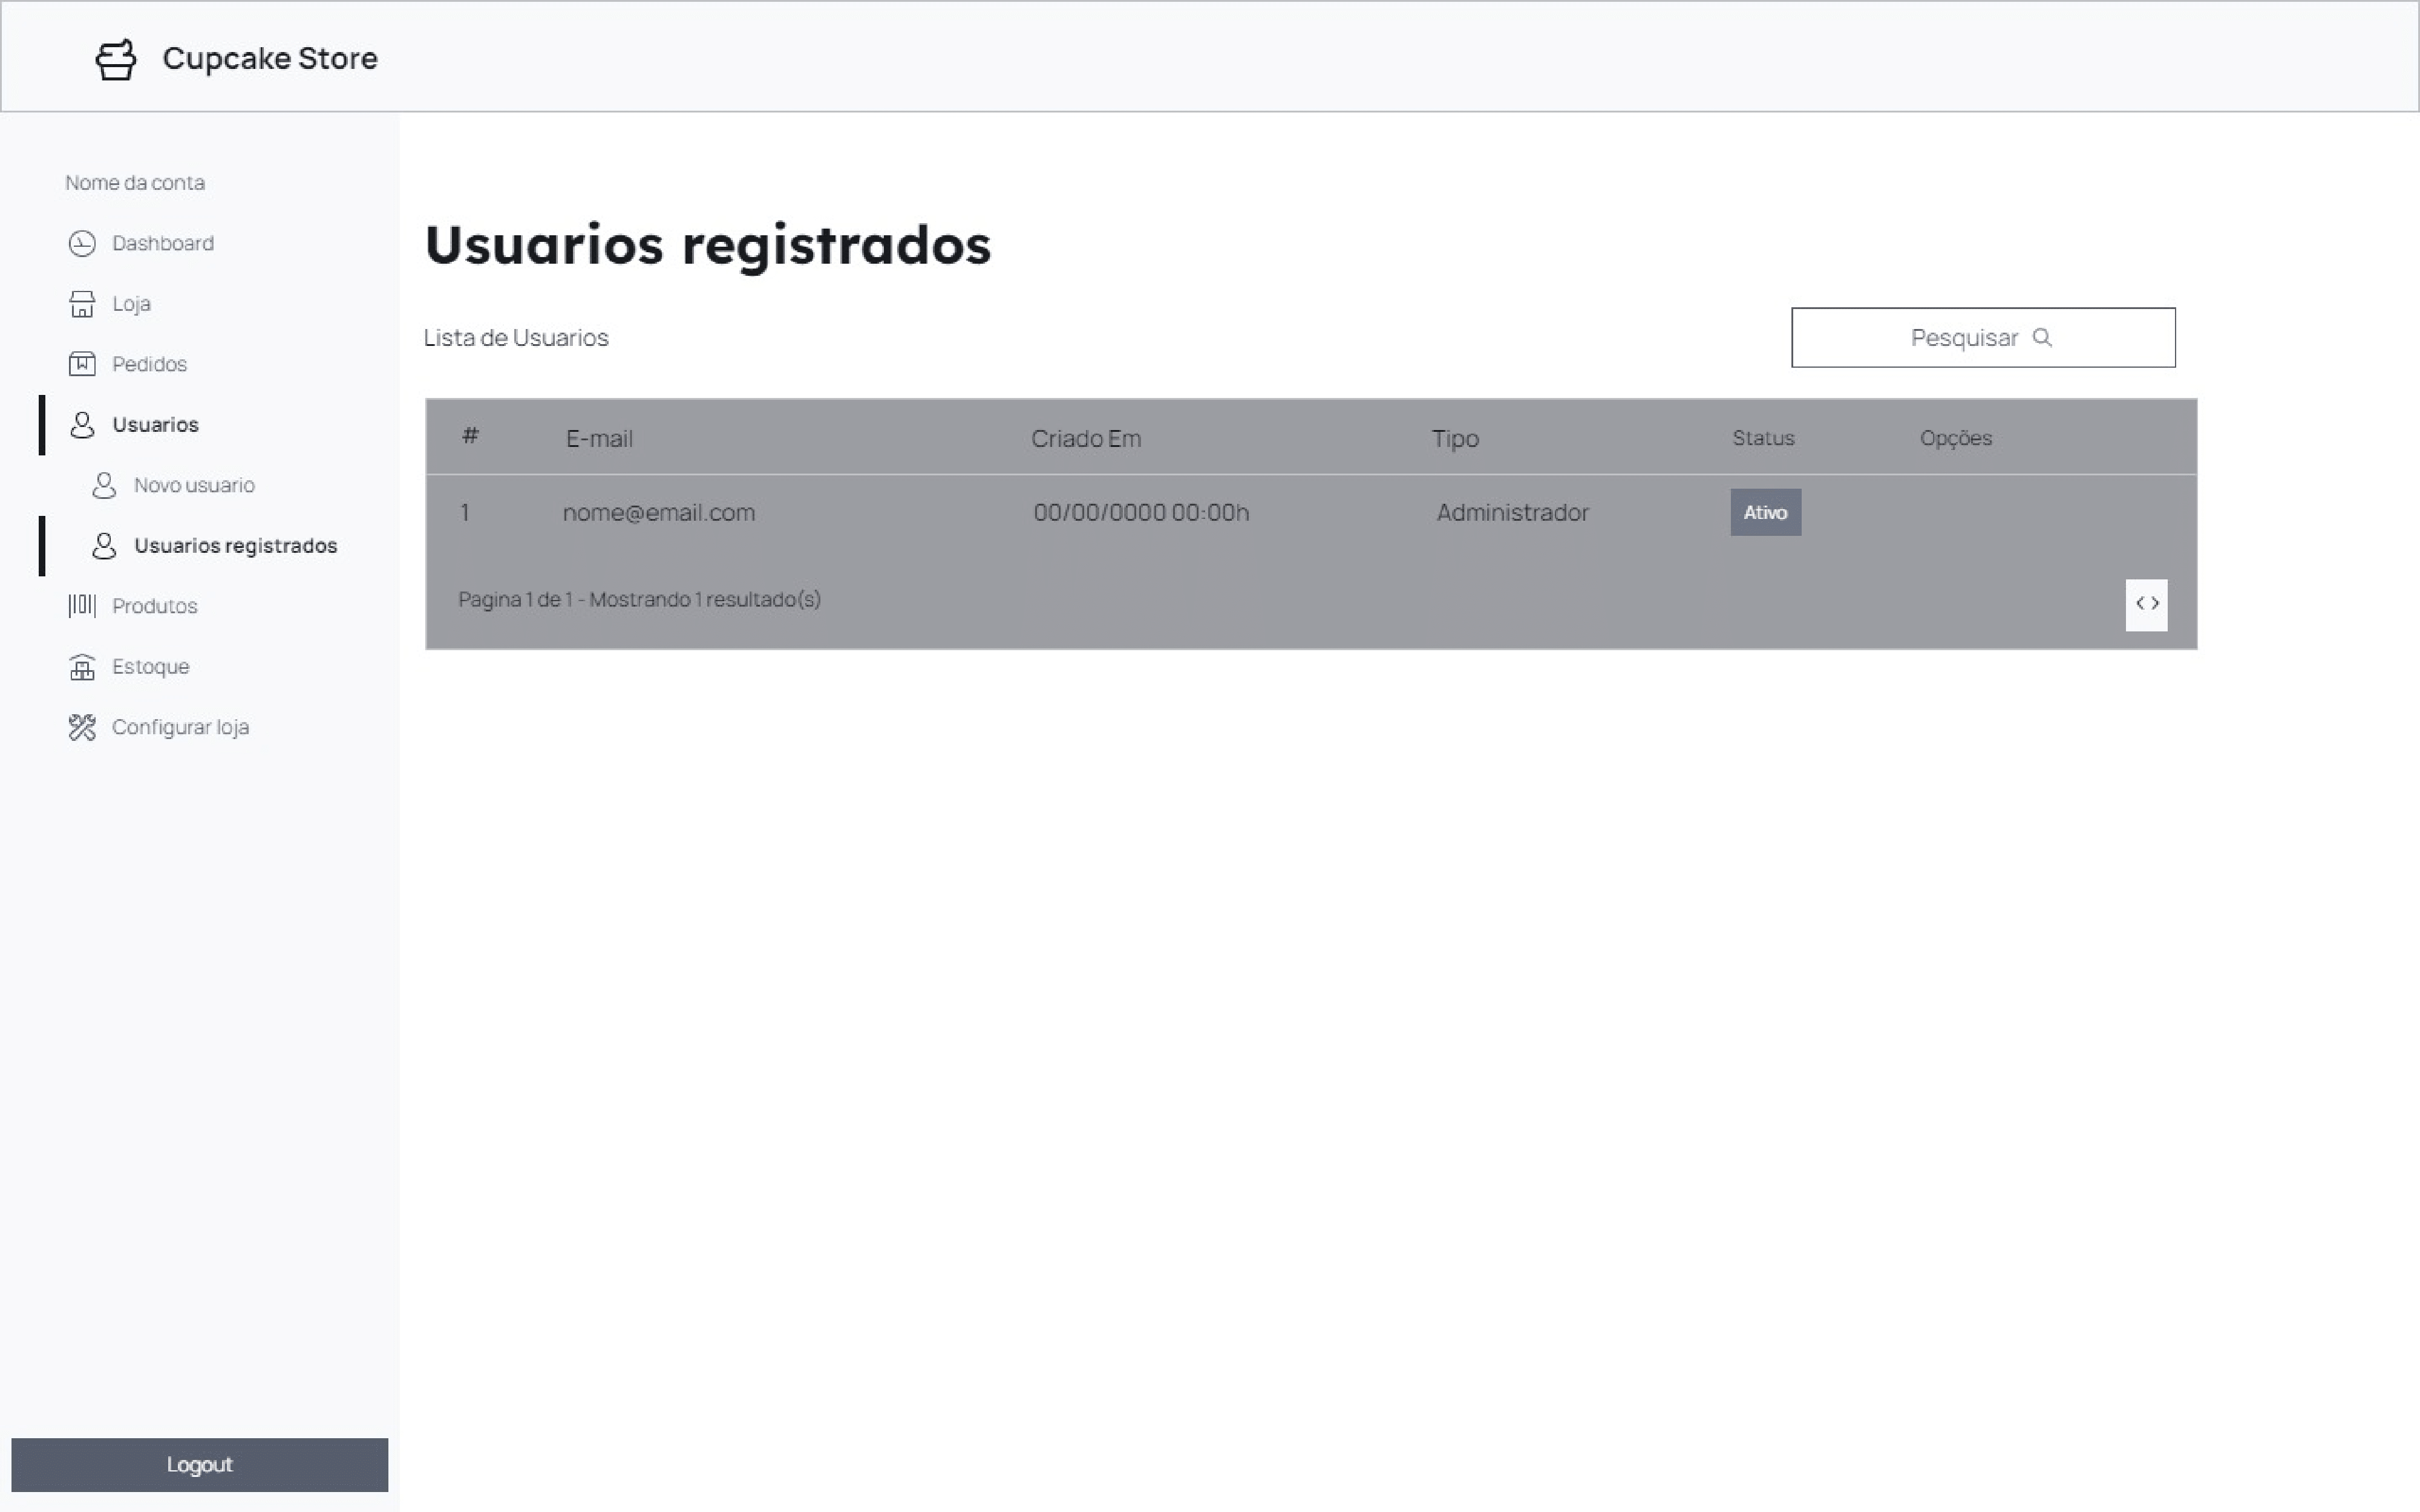 Cupcake Store
Nome da conta
Dashboard
Loja
Pedidos
Usuarios
Novo usuario
Usuarios registrados
Produtos
Estoque
Configurar loja
Logout
Usuarios registrados
Lista de Usuarios
Pesquisar
# E-mail Criado Em Tipo Status Opções
1 nome@email.com 00/00/0000 00:00h Administrador Ativo
Pagina 1 de 1 - Mostrando 1 resultado(s)